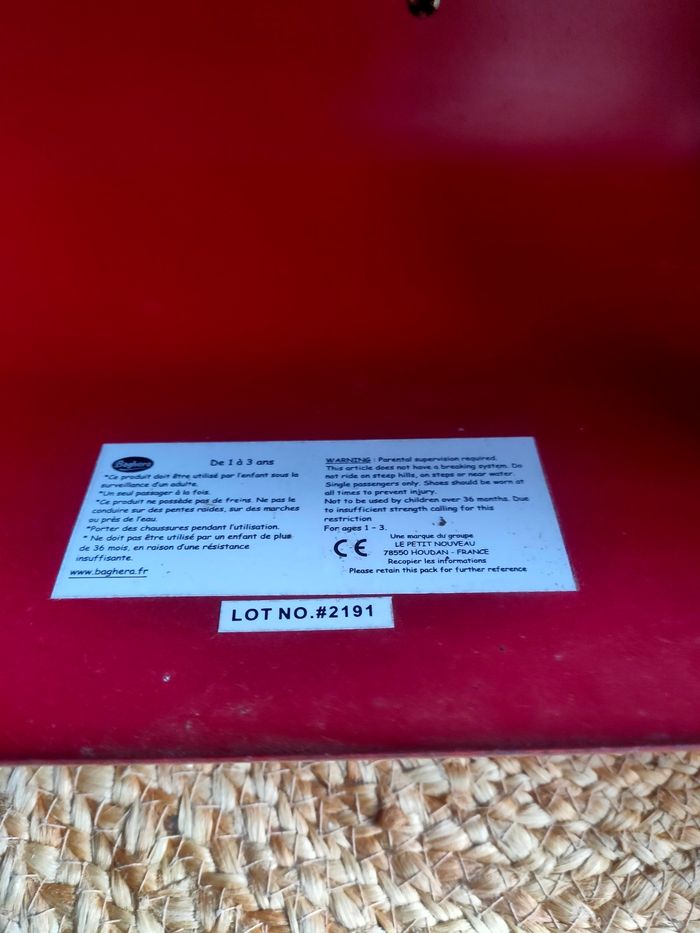 Baghera
De 1 à 3 ans
*Ce produit doit être utilisé par l'enfant sous la
surveillance d'un adulte.
*Un seul passager à la fois.
*Ce produit ne possède pas de freins. Ne pas le
conduire sur des pentes raides, sur des marches
ou près de l'eau.
*Porter des chaussures pendant l'utilisation.
* Ne doit pas être utilisé par un enfant de plus
de 36 mois, en raison d'une résistance
insuffisante.
www.baghera.fr
WARNING : Parental supervision required.
This article does not have a breaking system. Do
not ride on steep hills, on steps or near water.
Single passengers only. Shoes should be worn at
all times to prevent injury.
Not to be used by children over 36 months. Due
to insufficient strength calling for this
restriction
For ages 1 - 3.
CE
Une marque du groupe
LE PETIT NOUVEAU
78550 HOUDAN - FRANCE
Recopier les informations
Please retain this pack for further reference
LOT NO.#2191